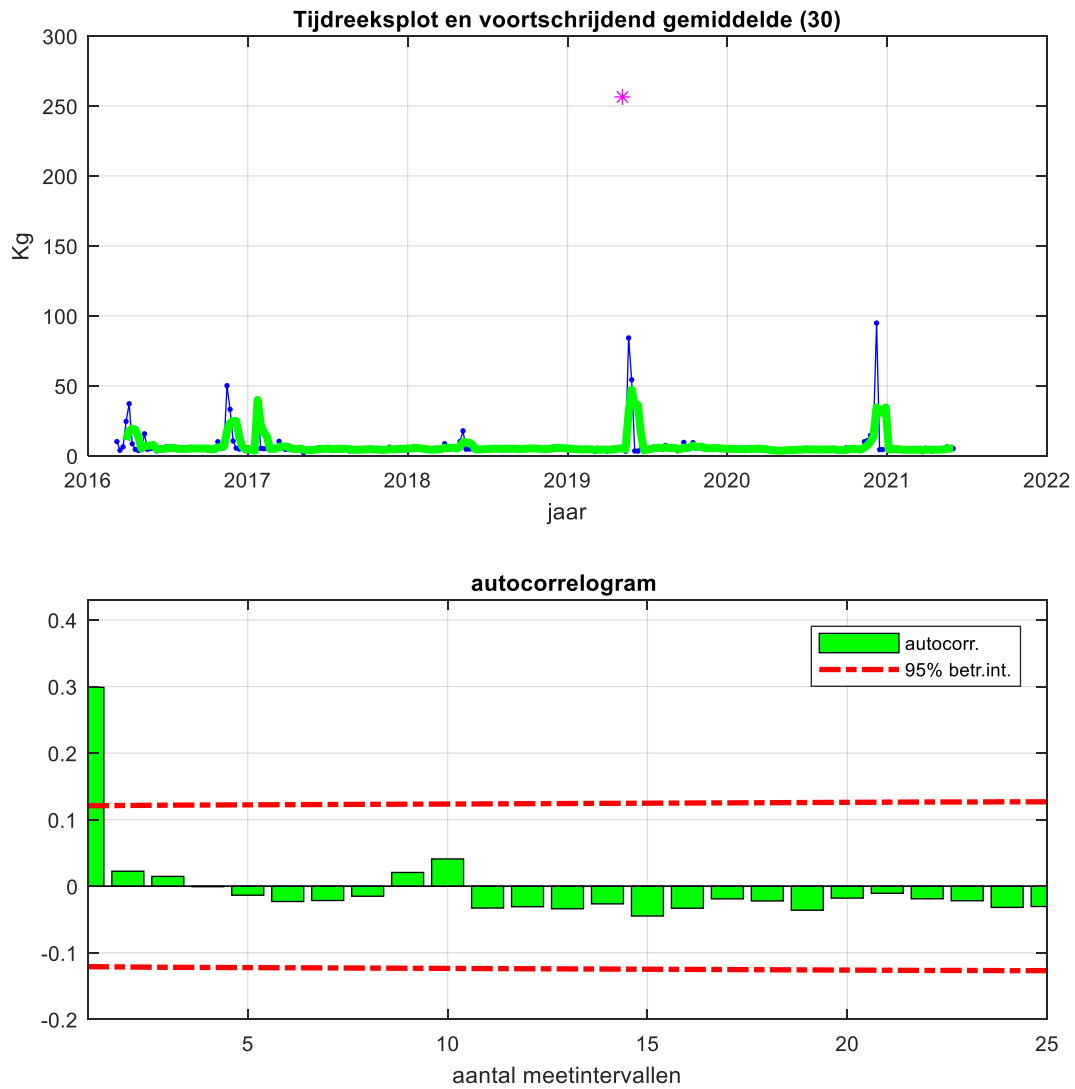 Tijdreeksplot en voortschrijdend gemiddelde (30)
300
250
200
150
100
50
0
Kg
2016 2017 2018 2019 2020 2021 2022
jaar
autocorrelogram
0.4
0.3
0.2
0.1
0
-0.1
-0.2
autocorr.
95% betr.int.
5 10 15 20 25
aantal meetintervallen